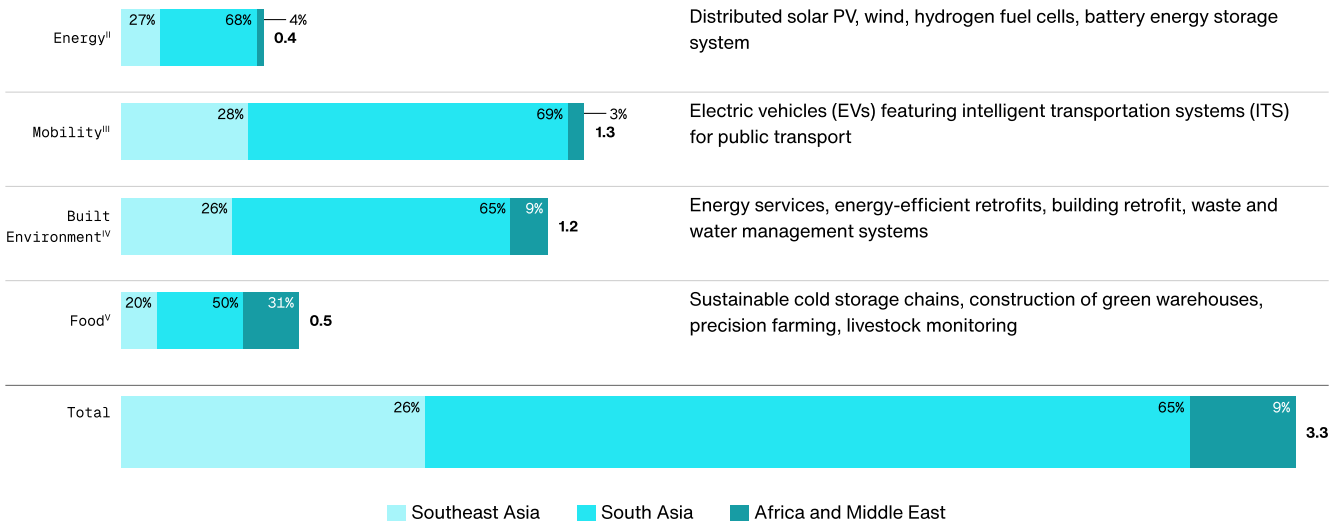 27% 68% 4%
Energy^II 0.4
Distributed solar PV, wind, hydrogen fuel cells, battery energy storage
system
28% 69% 3%
Mobility^III 1.3
Electric vehicles (EVs) featuring intelligent transportation systems (ITS)
for public transport
26% 65% 9%
Built
Environment^IV 1.2
Energy services, energy-efficient retrofits, building retrofit, waste and
water management systems
20% 50% 31%
Food^V 0.5
Sustainable cold storage chains, construction of green warehouses,
precision farming, livestock monitoring
Total 26% 65% 9%
3.3
Southeast Asia South Asia Africa and Middle East